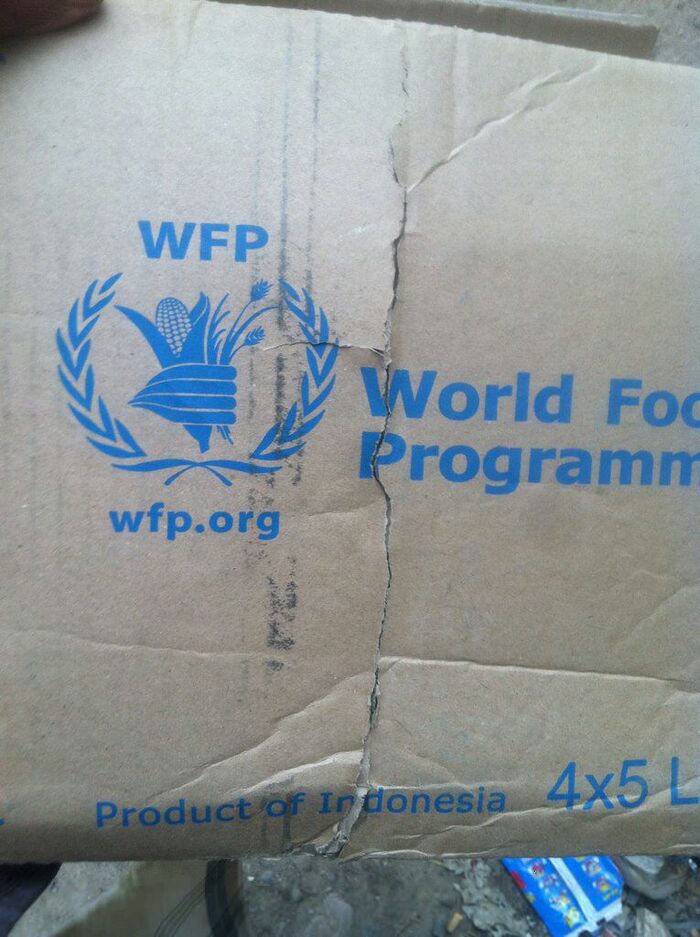 WFP
wfp.org
World Foo
Programm
Product of Indonesia
4x5 L